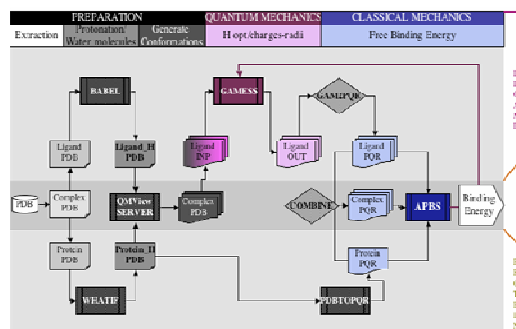 PREPARATION
QUANTUM MECHANICS
CLASSICAL MECHANICS
Extraction
Protonation/
Water molecules
Generate
Conformations
H opt/charges-radii
Free Binding Energy
BABEL
GAMESS
GAM2PQR
Ligand
PDB
Ligand_H
PDB
Ligand
INP
Ligand
OUT
Ligand
PQR
PDB
Complex
PDB
QMView
SERVER
Complex
PDB
COMBINE
Complex
PQR
APBS
Binding
Energy
Protein
PDB
Protein_H
PDB
Protein
PQR
WHATIF
PDBTOPQR